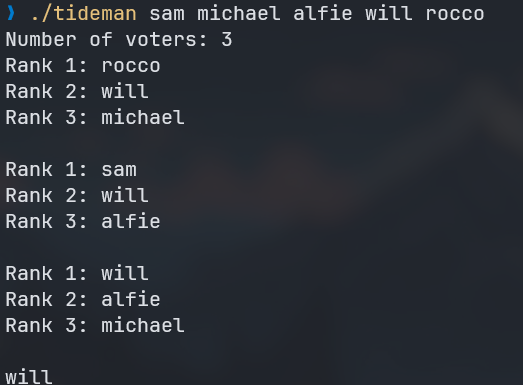 ❯ ./tideman sam michael alfie will rocco
Number of voters: 3
Rank 1: rocco
Rank 2: will
Rank 3: michael

Rank 1: sam
Rank 2: will
Rank 3: alfie

Rank 1: will
Rank 2: alfie
Rank 3: michael

will